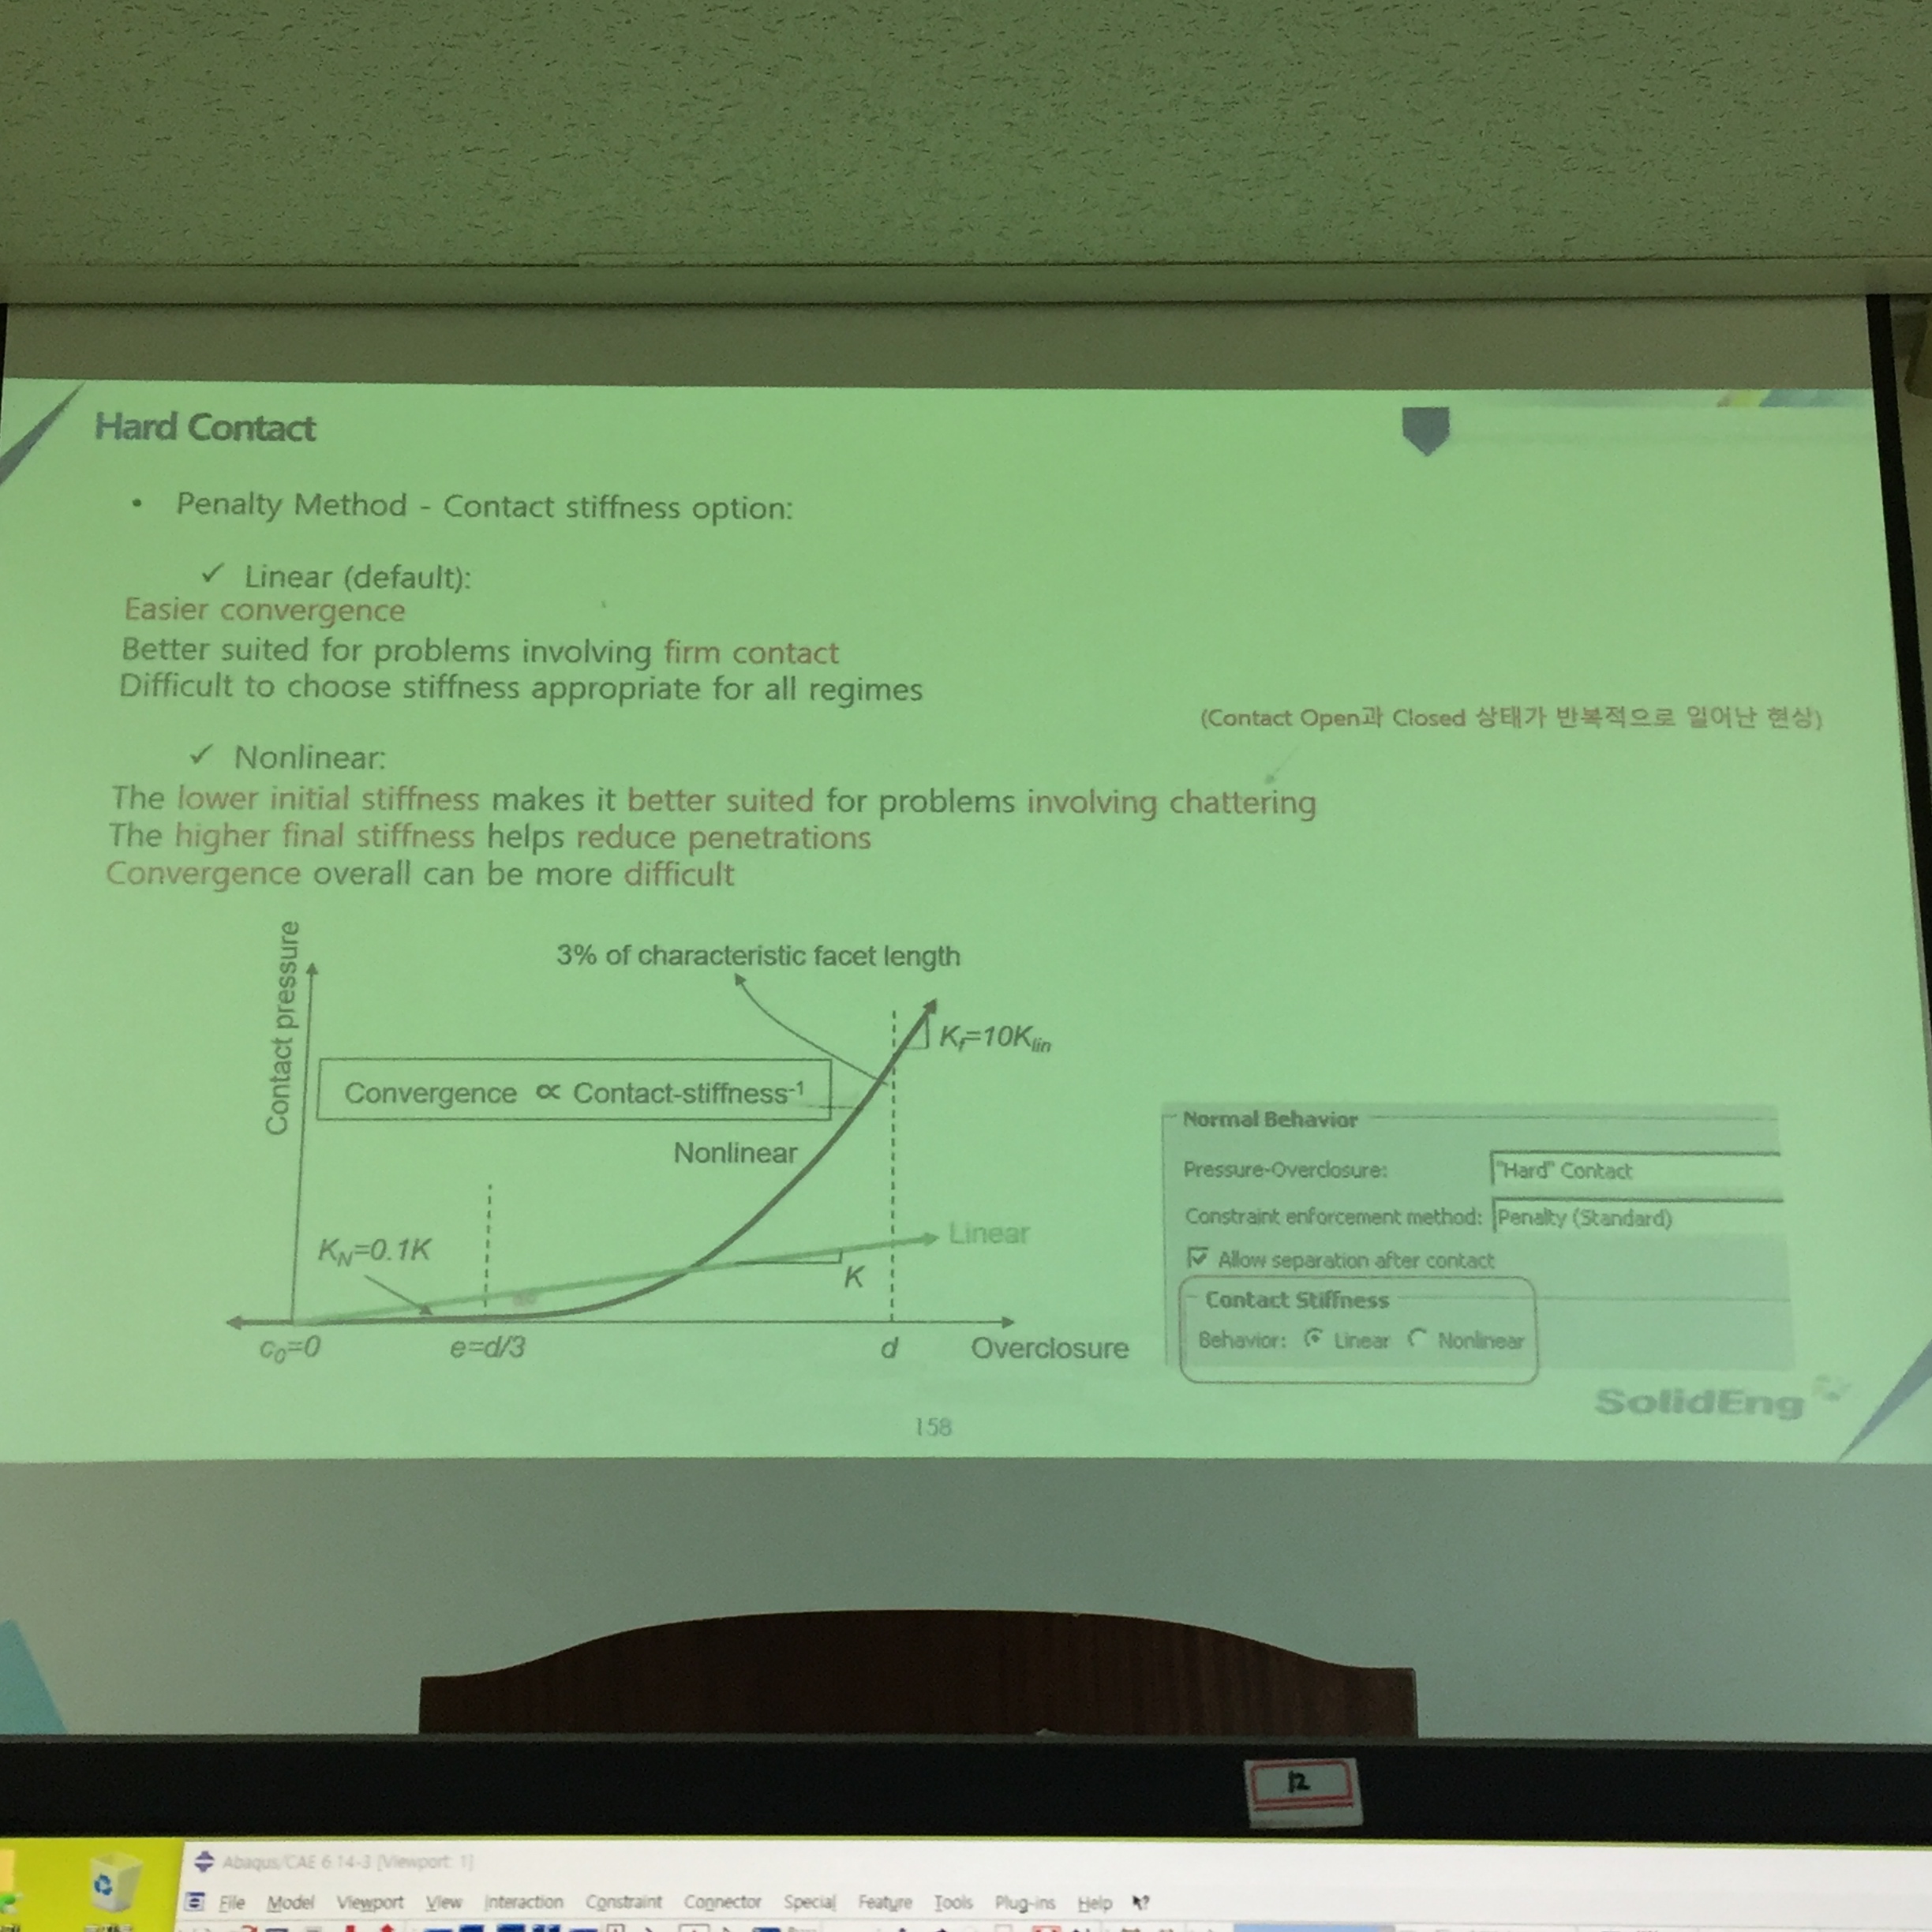 Hard Contact
• Penalty Method - Contact stiffness option:
✓ Linear (default):
Easier convergence
Better suited for problems involving firm contact
Difficult to choose stiffness appropriate for all regimes
(Contact Open과 Closed 상태가 반복적으로 일어난 현상)
✓ Nonlinear:
The lower initial stiffness makes it better suited for problems involving chattering
The higher final stiffness helps reduce penetrations
Convergence overall can be more difficult
Contact pressure
3% of characteristic facet length
Kf=10Klin
Convergence ∝ Contact-stiffness-1
Nonlinear
Linear
KN=0.1K
K
c0=0
e=d/3
d
Overclosure
Normal Behavior
Pressure-Overclosure: "Hard" Contact
Constraint enforcement method: Penalty (Standard)
Allow separation after contact
Contact Stiffness
Behavior: Linear Nonlinear
SolidEng
158
12
Abaqus/CAE 6.14-3 [Viewport: 1]
File Model Viewport View Interaction Constraint Connector Special Feature Tools Plug-ins Help